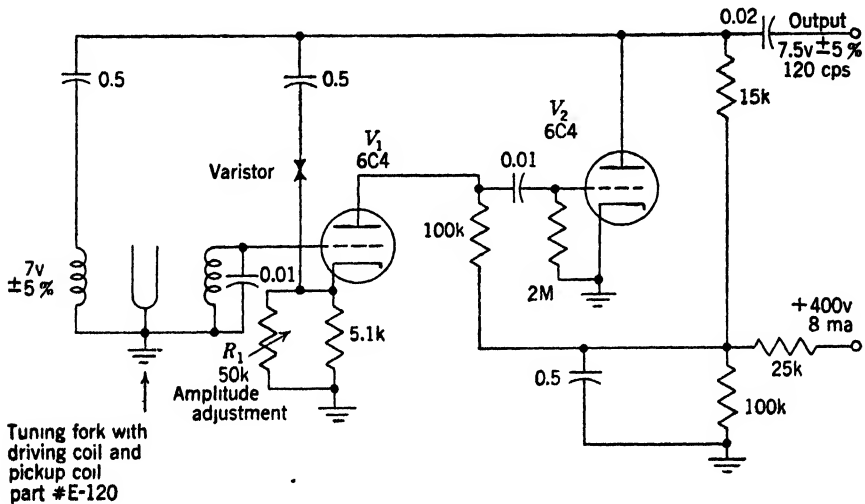 0.02
Output
7.5v ±5%
120 cps
0.5
0.5
15k
V₂
6C4
V₁
6C4
Varistor
0.01
100k
7v
±5%
0.01
2M
+400v
8 ma
R₁
50k
Amplitude
adjustment
5.1k
0.5
25k
100k
Tuning fork with
driving coil and
pickup coil
part #E-120